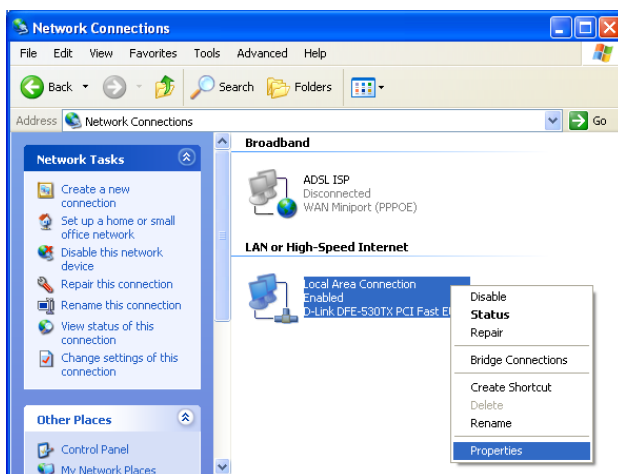 Network Connections
File Edit View Favorites Tools Advanced Help
Back Search Folders
Address Network Connections Go
Network Tasks
Create a new
connection
Set up a home or small
office network
Disable this network
device
Repair this connection
Rename this connection
View status of this
connection
Change settings of this
connection
Other Places
Control Panel
My Network Places
Broadband
ADSL ISP
Disconnected
WAN Miniport (PPPOE)
LAN or High-Speed Internet
Local Area Connection
Enabled
D-Link DFE-530TX PCI Fast
Disable
Status
Repair
Bridge Connections
Create Shortcut
Delete
Rename
Properties